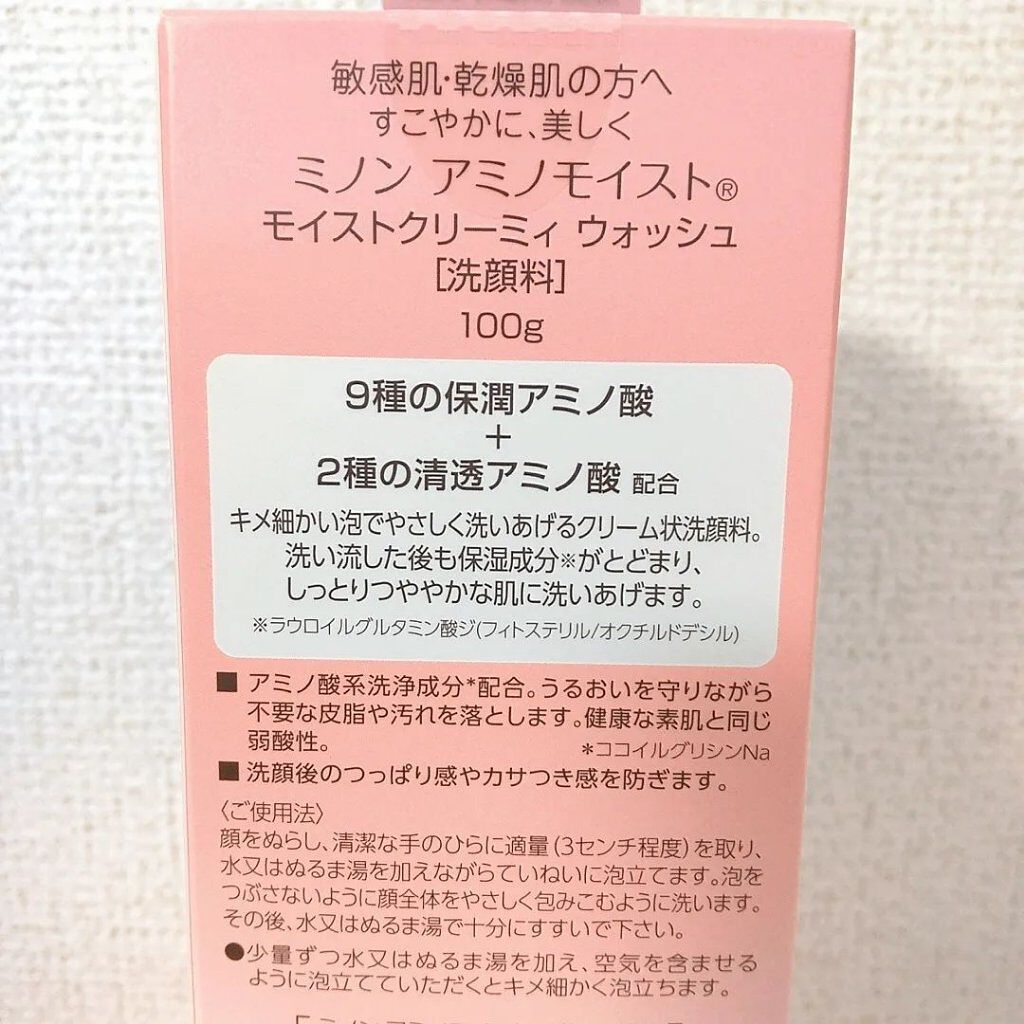 敏感肌・乾燥肌の方へ
すこやかに、美しく
ミノン アミノモイスト®
モイストクリーミィ ウォッシュ
[洗顔料]
100g
9種の保潤アミノ酸
+
2種の清透アミノ酸 配合
キメ細かい泡でやさしく洗いあげるクリーム状洗顔料。
洗い流した後も保湿成分※がとどまり、
しっとりつややかな肌に洗いあげます。
※ラウロイルグルタミン酸ジ(フィトステリル/オクチルドデシル)
■ アミノ酸系洗浄成分*配合。うるおいを守りながら
不要な皮脂や汚れを落とします。健康な素肌と同じ
弱酸性。 *ココイルグリシンNa
■ 洗顔後のつっぱり感やカサつき感を防ぎます。
〈ご使用法〉
顔をぬらし、清潔な手のひらに適量(3センチ程度)を取り、
水又はぬるま湯を加えながらていねいに泡立てます。泡を
つぶさないように顔全体をやさしく包みこむように洗います。
その後、水又はぬるま湯で十分にすすいで下さい。
●少量ずつ水又はぬるま湯を加え、空気を含ませる
ように泡立てていただくとキメ細かく泡立ちます。